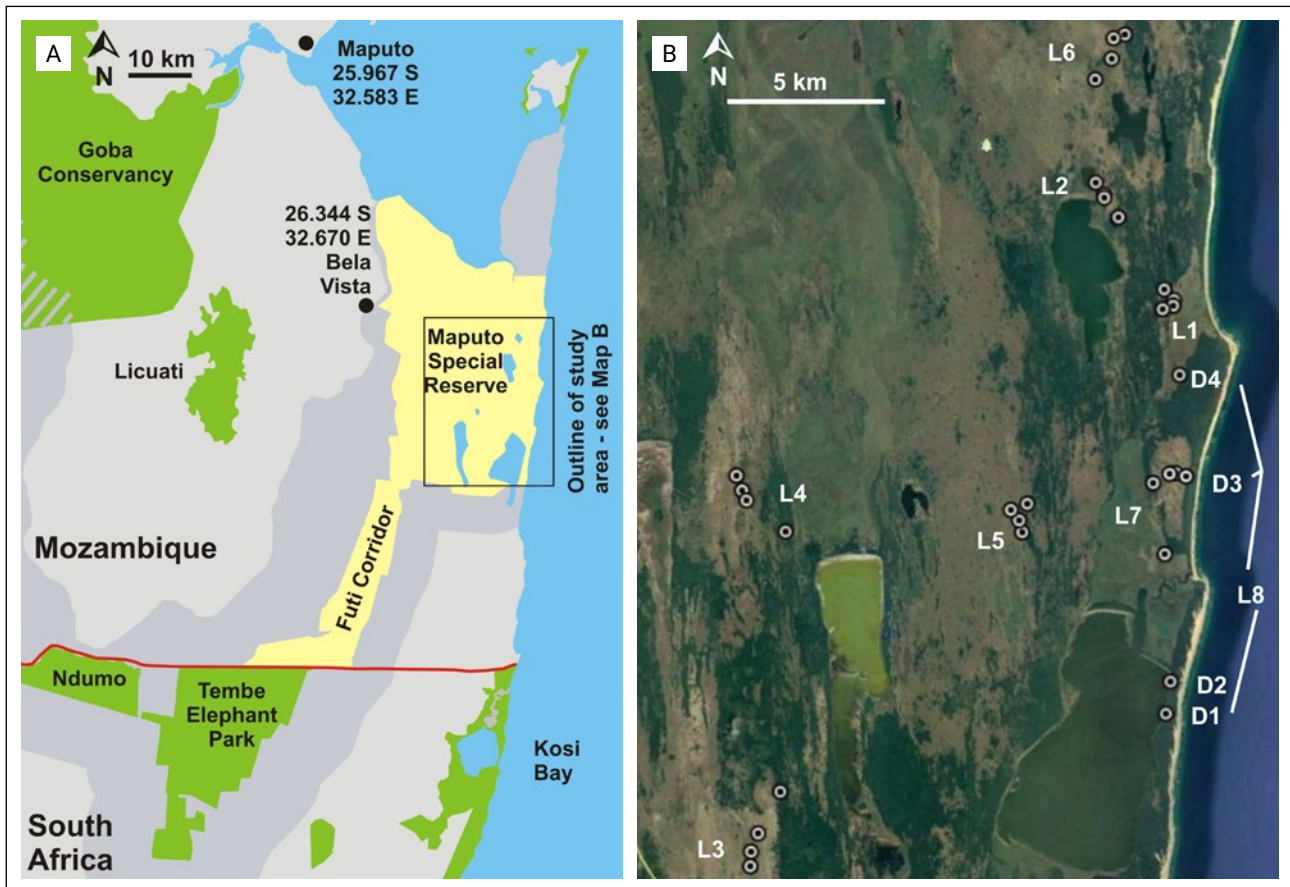 A
N
10 km
Maputo
25.967 S
32.583 E
Goba
Conservancy
26.344 S
32.670 E
Bela
Vista
Licuati
Maputo
Special
Reserve
Outline of study
area - see Map B
Mozambique
Futi Corridor
Ndumo
Tembe
Elephant
Park
Kosi
Bay
South
Africa
B
N
5 km
L6
L2
L1
D4
L4
L5
L7
D3
L8
D2
D1
L3